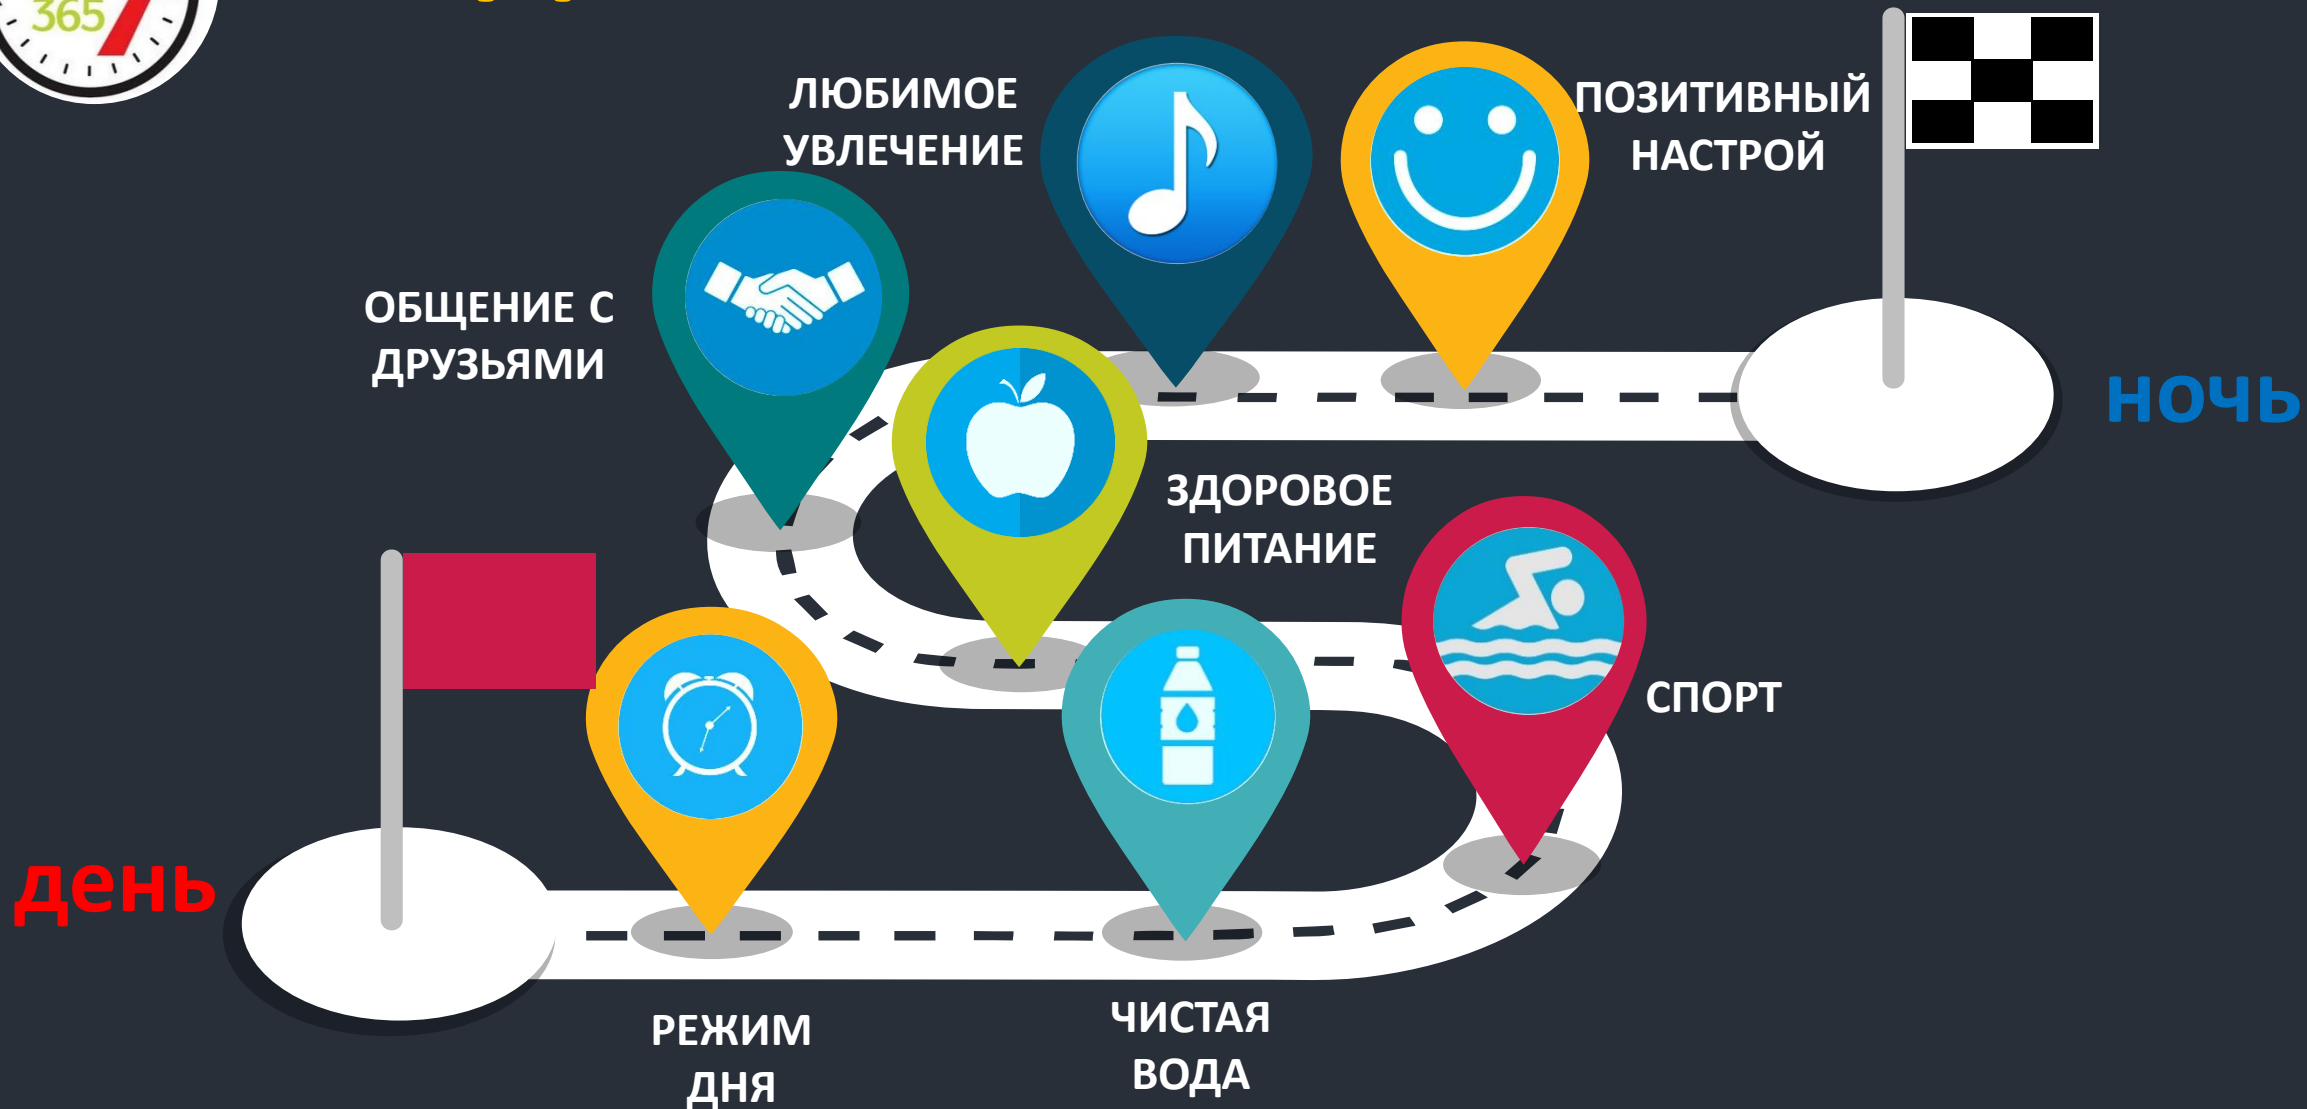 365
ЛЮБИМОЕ
УВЛЕЧЕНИЕ
ПОЗИТИВНЫЙ
НАСТРОЙ
ОБЩЕНИЕ С
ДРУЗЬЯМИ
ночь
ЗДОРОВОЕ
ПИТАНИЕ
СПОРТ
день
РЕЖИМ
ДНЯ
ЧИСТАЯ
ВОДА